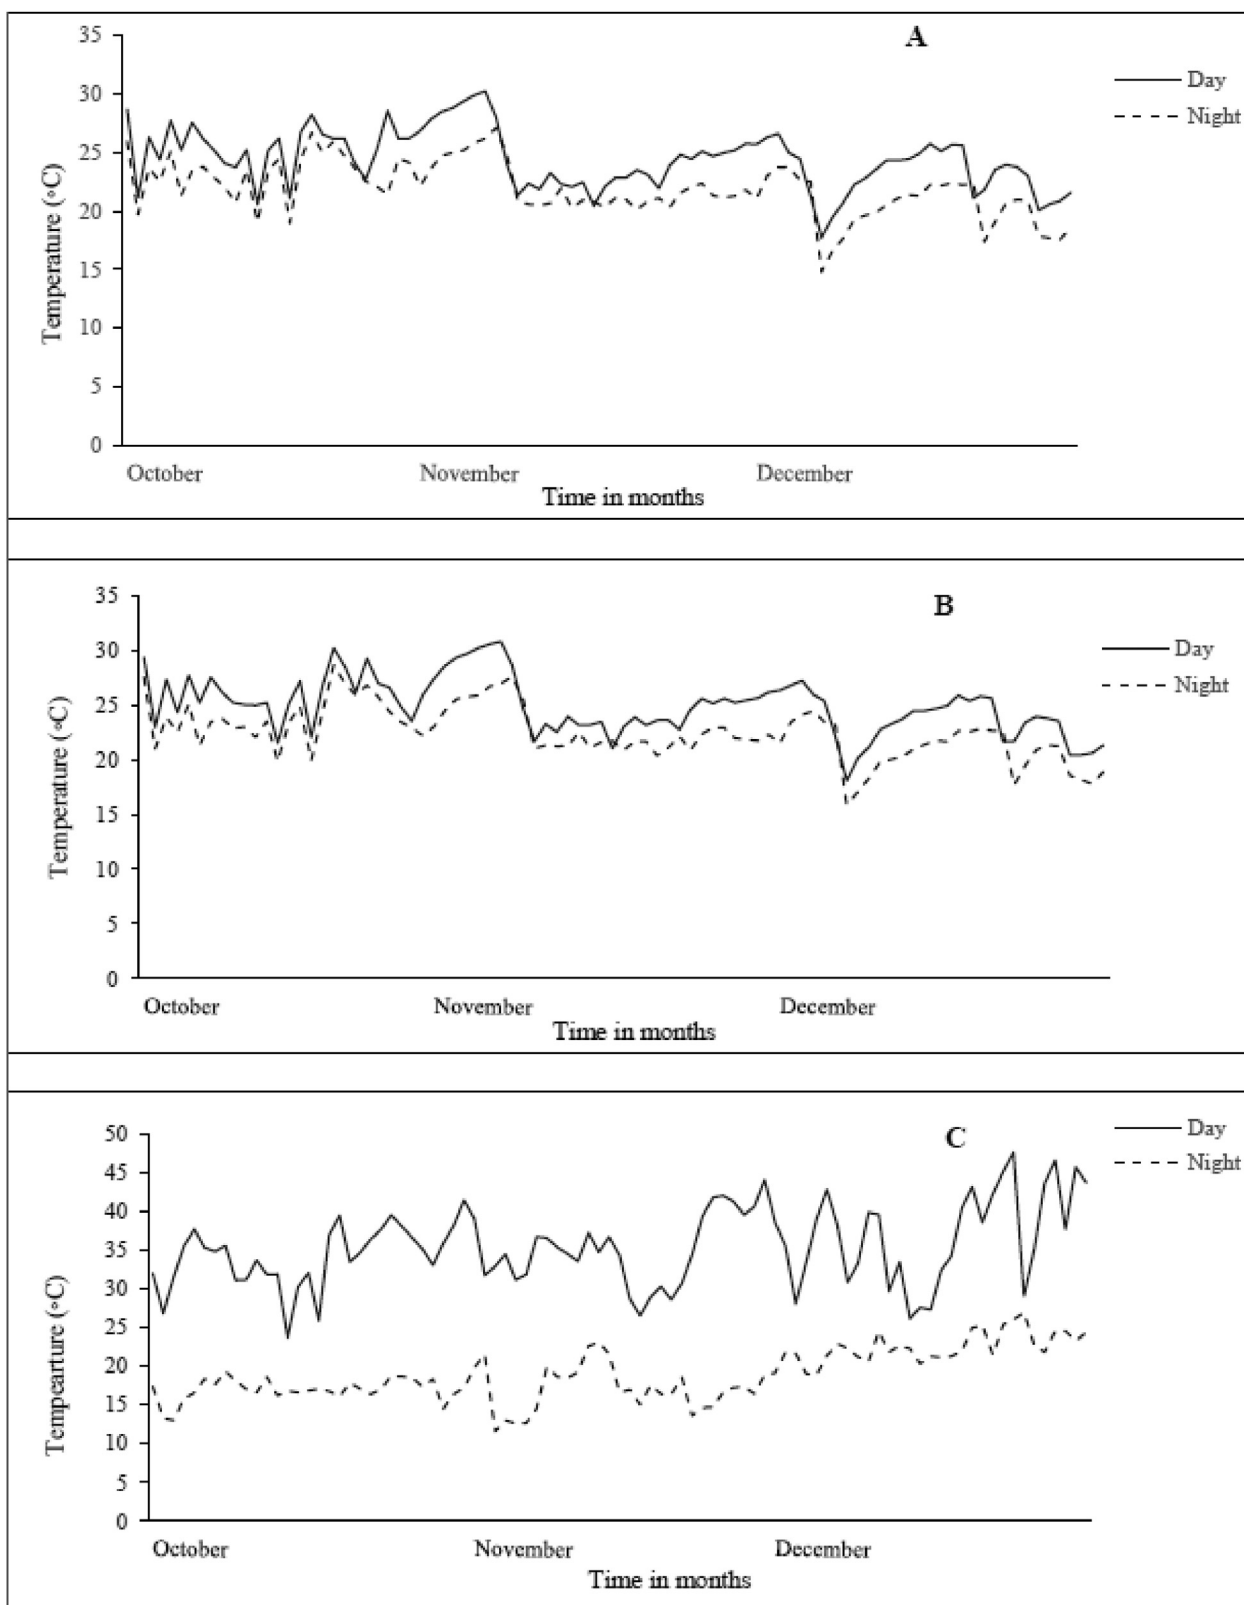 A
35
30
25
20
15
10
5
0
Temperature (∘C)
Day
Night
October November December
Time in months
B
35
30
25
20
15
10
5
0
Temperature (∘C)
Day
Night
October November December
Time in months
C
50
45
40
35
30
25
20
15
10
5
0
Tempearture (∘C)
Day
Night
October November December
Time in months